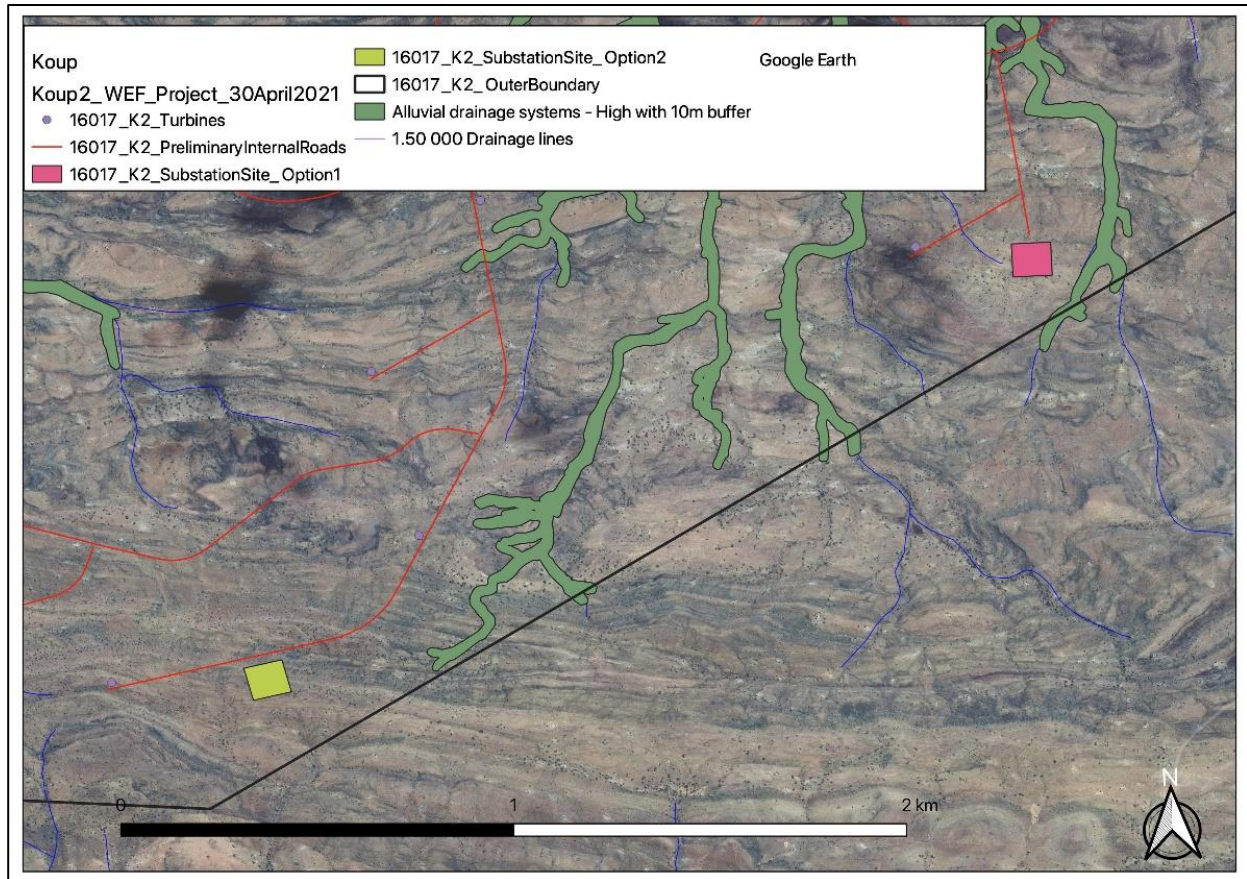 Koup
Koup2_WEF_Project_30April2021
16017_K2_Turbines
16017_K2_PreliminaryInternalRoads
16017_K2_SubstationSite_Option1
16017_K2_SubstationSite_Option2
16017_K2_OuterBoundary
Alluvial drainage systems - High with 10m buffer
1.50 000 Drainage lines
Google Earth
N
0 1 2 km